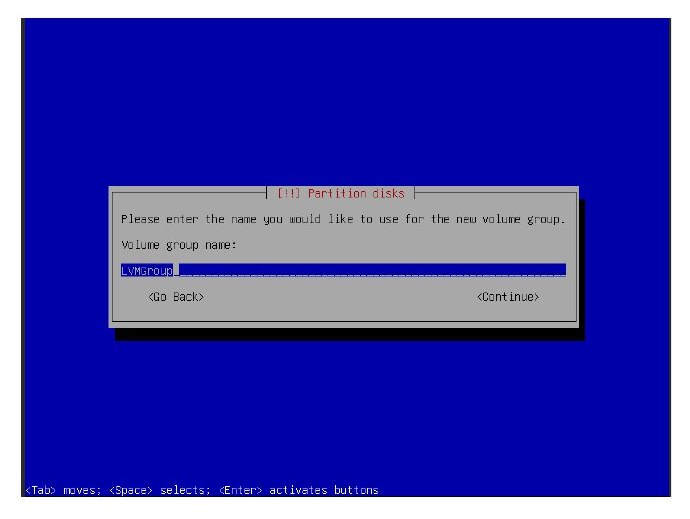 [!!] Partition disks
Please enter the name you would like to use for the new volume group.
Volume group name:
LVMGroup
<Go Back> <Continue>
<Tab> moves; <Space> selects; <Enter> activates buttons